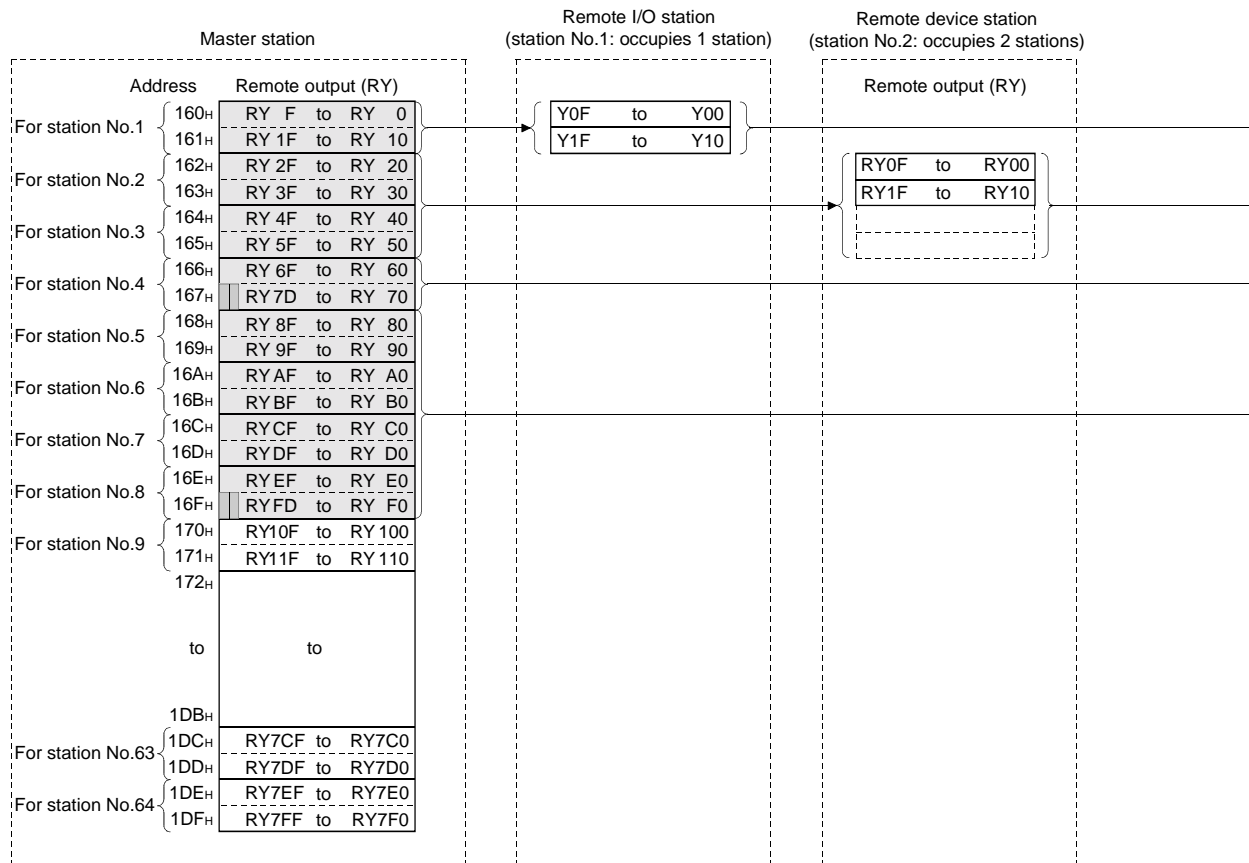 Master station
Remote I/O station
(station No.1: occupies 1 station)
Remote device station
(station No.2: occupies 2 stations)
Address Remote output (RY)
Remote output (RY)
For station No.1
160H RY F to RY 0
161H RY 1F to RY 10
Y0F to Y00
Y1F to Y10
For station No.2
162H RY 2F to RY 20
163H RY 3F to RY 30
RY0F to RY00
RY1F to RY10
For station No.3
164H RY 4F to RY 40
165H RY 5F to RY 50
For station No.4
166H RY 6F to RY 60
167H RY 7D to RY 70
For station No.5
168H RY 8F to RY 80
169H RY 9F to RY 90
For station No.6
16AH RY AF to RY A0
16BH RY BF to RY B0
For station No.7
16CH RY CF to RY C0
16DH RY DF to RY D0
For station No.8
16EH RY EF to RY E0
16FH RY FD to RY F0
For station No.9
170H RY10F to RY 100
171H RY11F to RY 110
172H
to to
1DBH
For station No.63
1DCH RY7CF to RY7C0
1DDH RY7DF to RY7D0
For station No.64
1DEH RY7EF to RY7E0
1DFH RY7FF to RY7F0